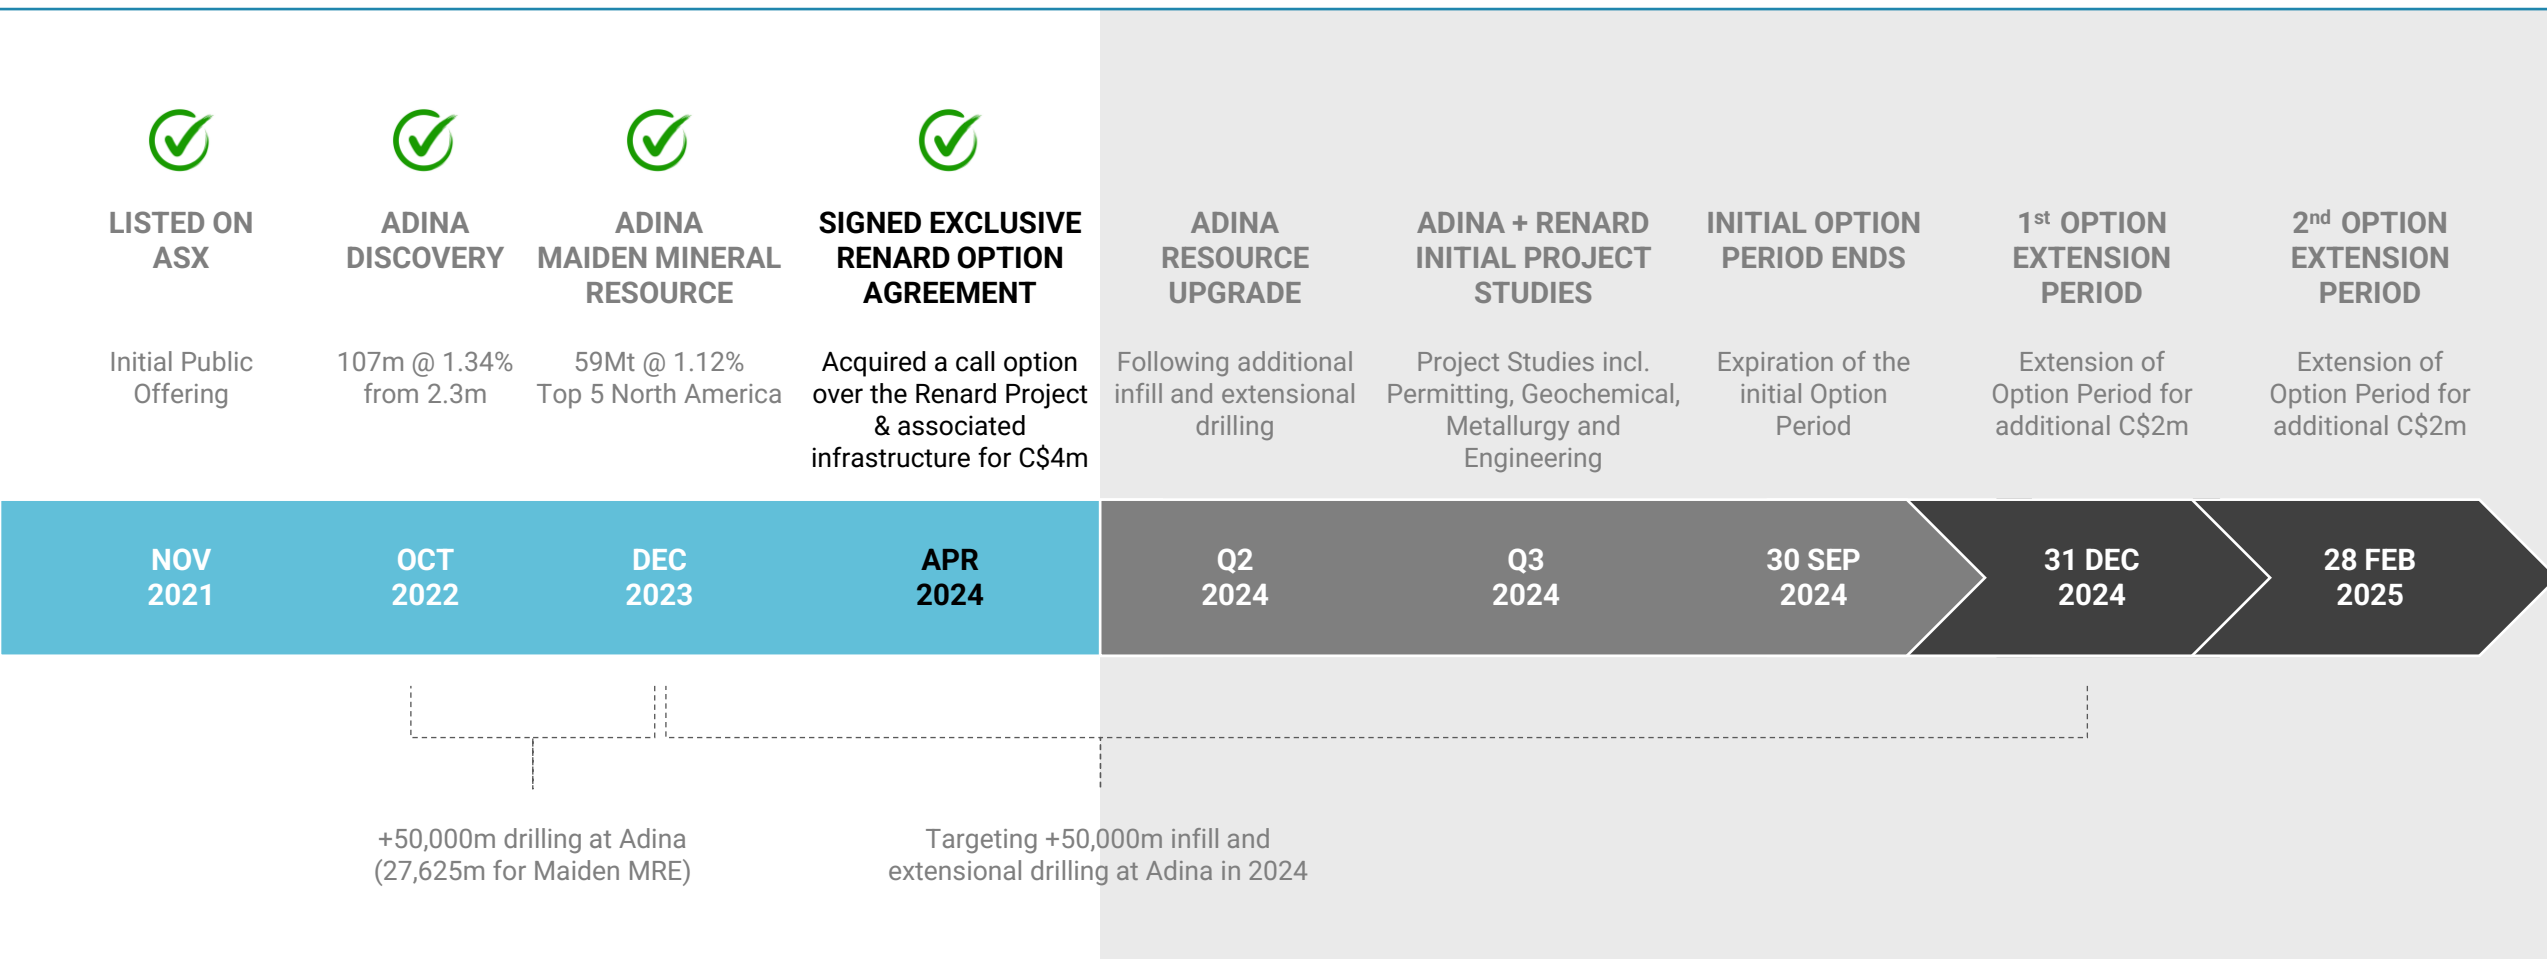 LISTED ON
ASX
Initial Public
Offering
NOV
2021
ADINA
DISCOVERY
107m @ 1.34%
from 2.3m
OCT
2022
ADINA
MAIDEN MINERAL
RESOURCE
59Mt @ 1.12%
Top 5 North America
DEC
2023
SIGNED EXCLUSIVE
RENARD OPTION
AGREEMENT
Acquired a call option
over the Renard Project
& associated
infrastructure for C$4m
APR
2024
ADINA
RESOURCE
UPGRADE
Following additional
infill and extensional
drilling
Q2
2024
ADINA + RENARD
INITIAL PROJECT
STUDIES
Project Studies incl.
Permitting, Geochemical,
Metallurgy and
Engineering
Q3
2024
INITIAL OPTION
PERIOD ENDS
Expiration of the
initial Option
Period
30 SEP
2024
1st OPTION
EXTENSION
PERIOD
Extension of
Option Period for
additional C$2m
31 DEC
2024
2nd OPTION
EXTENSION
PERIOD
Extension of
Option Period for
additional C$2m
28 FEB
2025
+50,000m drilling at Adina
(27,625m for Maiden MRE)
Targeting +50,000m infill and
extensional drilling at Adina in 2024